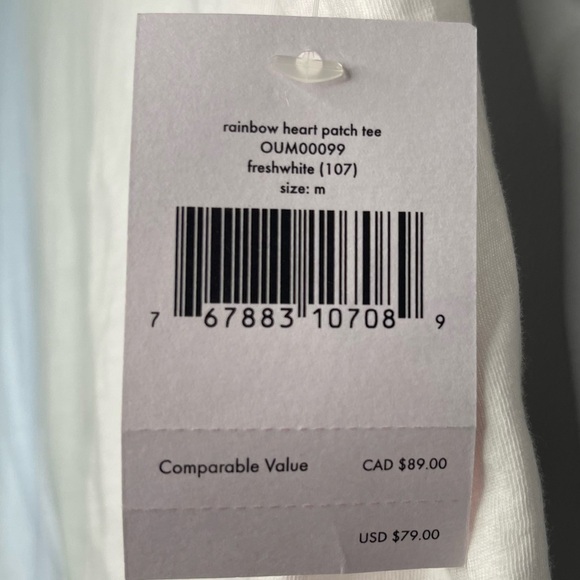 rainbow heart patch tee
OUM00099
freshwhite (107)
size: m
7 67883 10708 9
Comparable Value CAD $89.00
USD $79.00